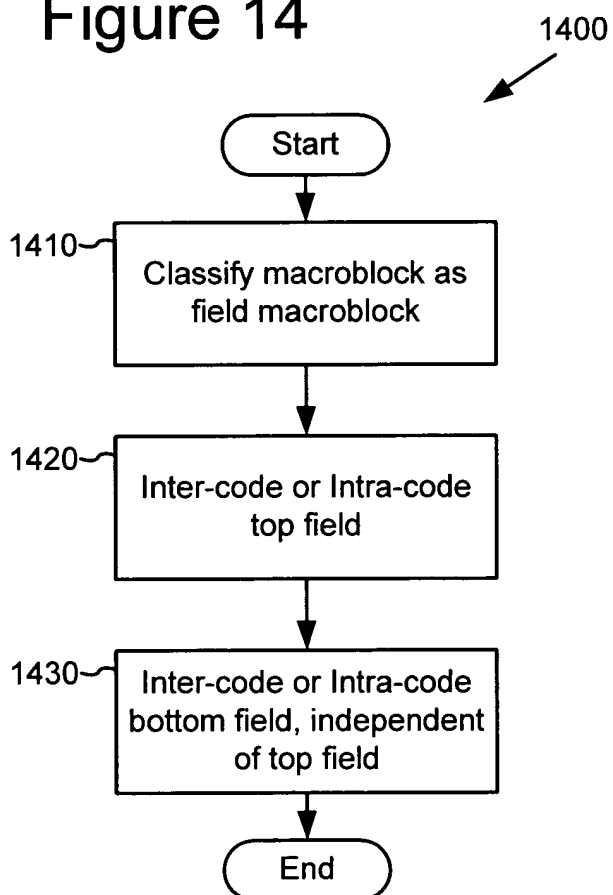 Figure 14
1400
Start
1410
Classify macroblock as
field macroblock
1420
Inter-code or Intra-code
top field
1430
Inter-code or Intra-code
bottom field, independent
of top field
End